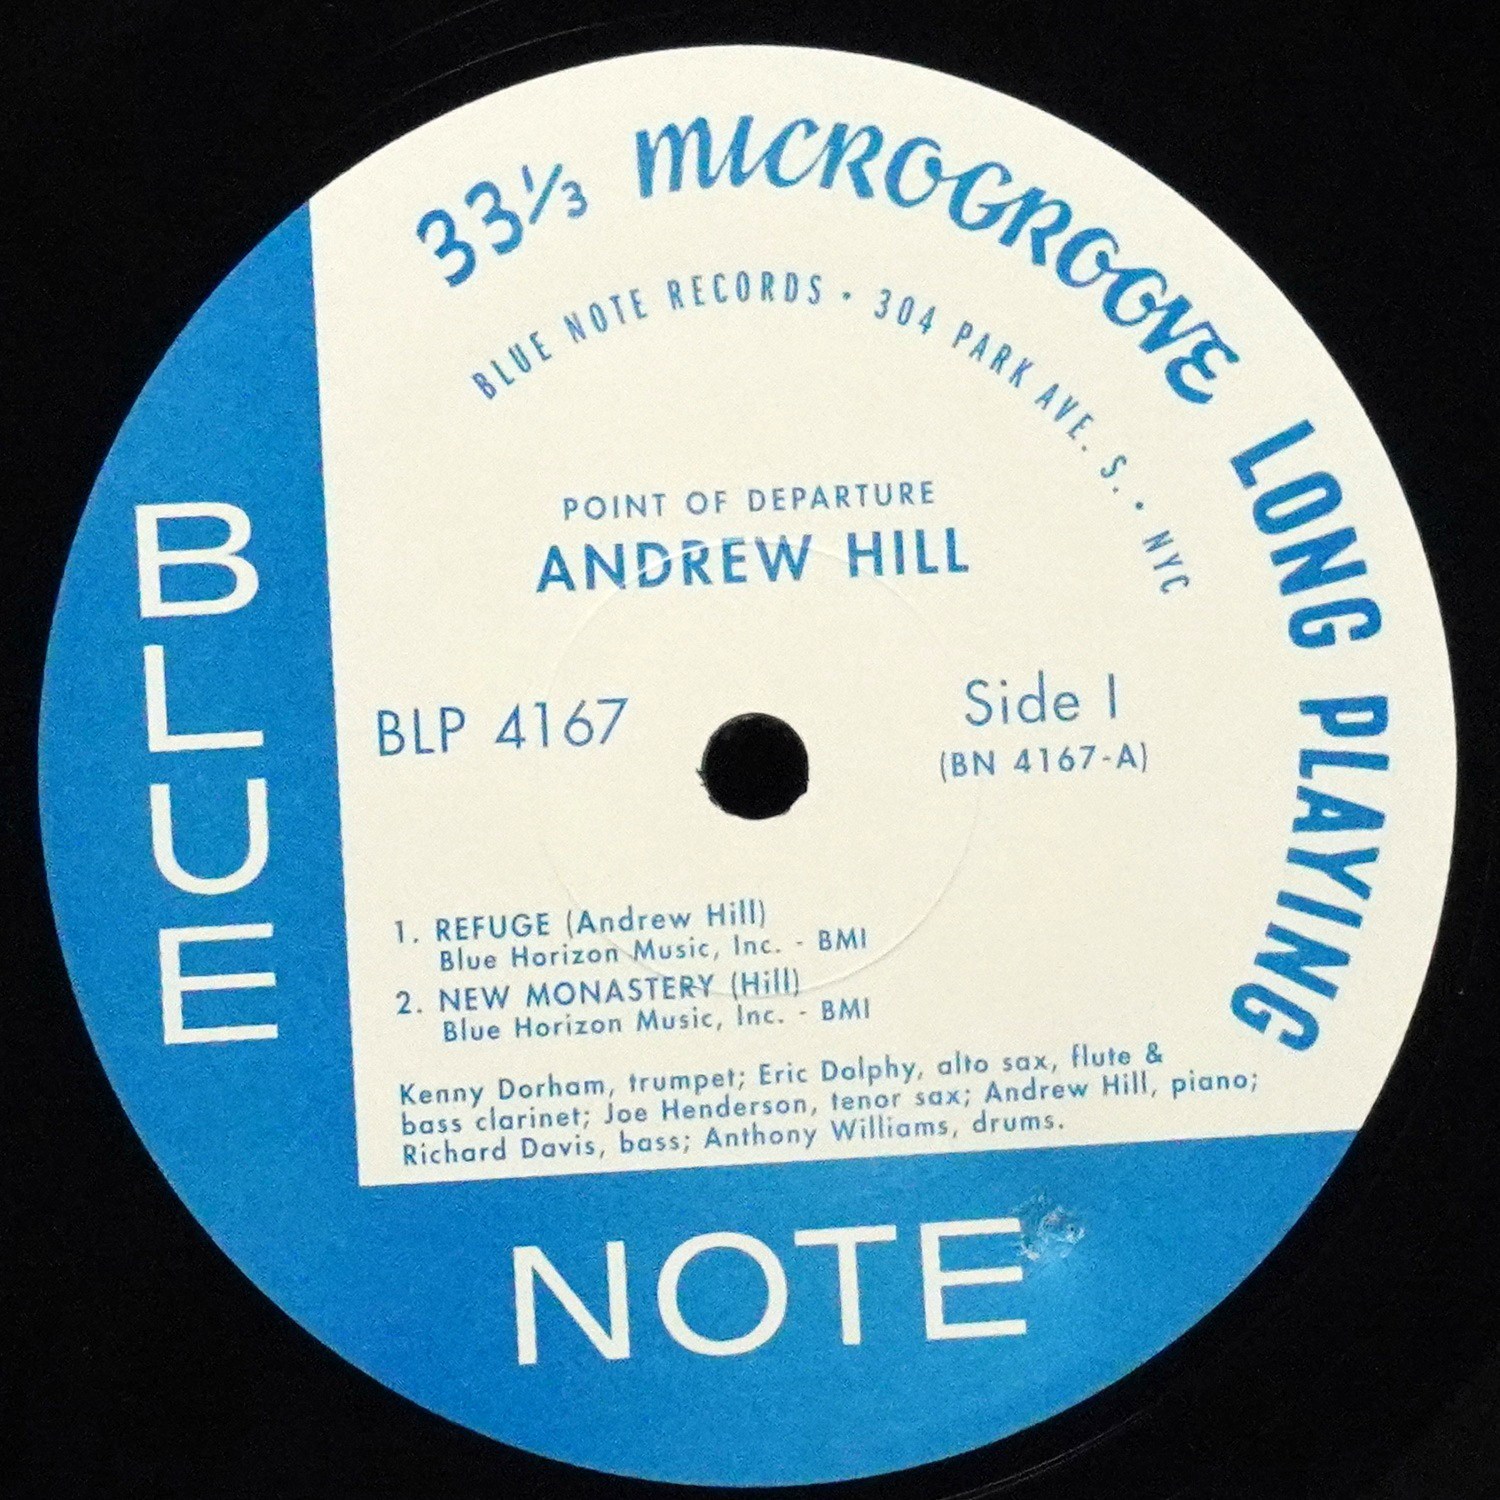 33⅓ MICROGROOVE LONG PLAYING
BLUE NOTE RECORDS · 304 PARK AVE. S. · NYC
POINT OF DEPARTURE
ANDREW HILL
BLP 4167
Side 1
(BN 4167-A)
1. REFUGE (Andrew Hill)
Blue Horizon Music, Inc. - BMI
2. NEW MONASTERY (Hill)
Blue Horizon Music, Inc. - BMI
Kenny Dorham, trumpet; Eric Dolphy, alto sax, flute &
bass clarinet; Joe Henderson, tenor sax; Andrew Hill, piano;
Richard Davis, bass; Anthony Williams, drums.
BLUE
NOTE